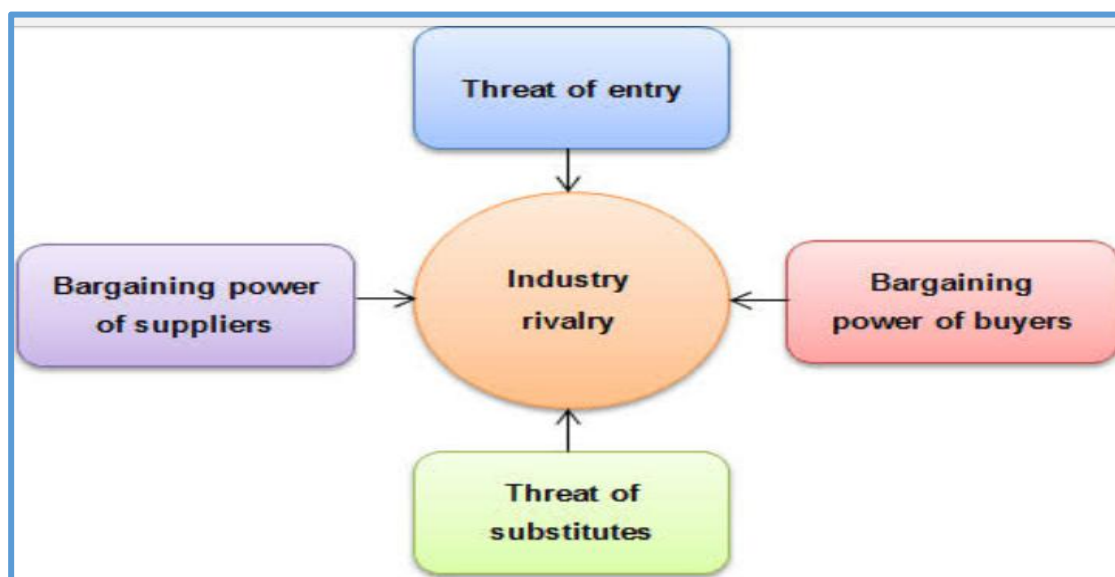 Threat of entry
Bargaining power
of suppliers
Industry
rivalry
Bargaining
power of buyers
Threat of
substitutes